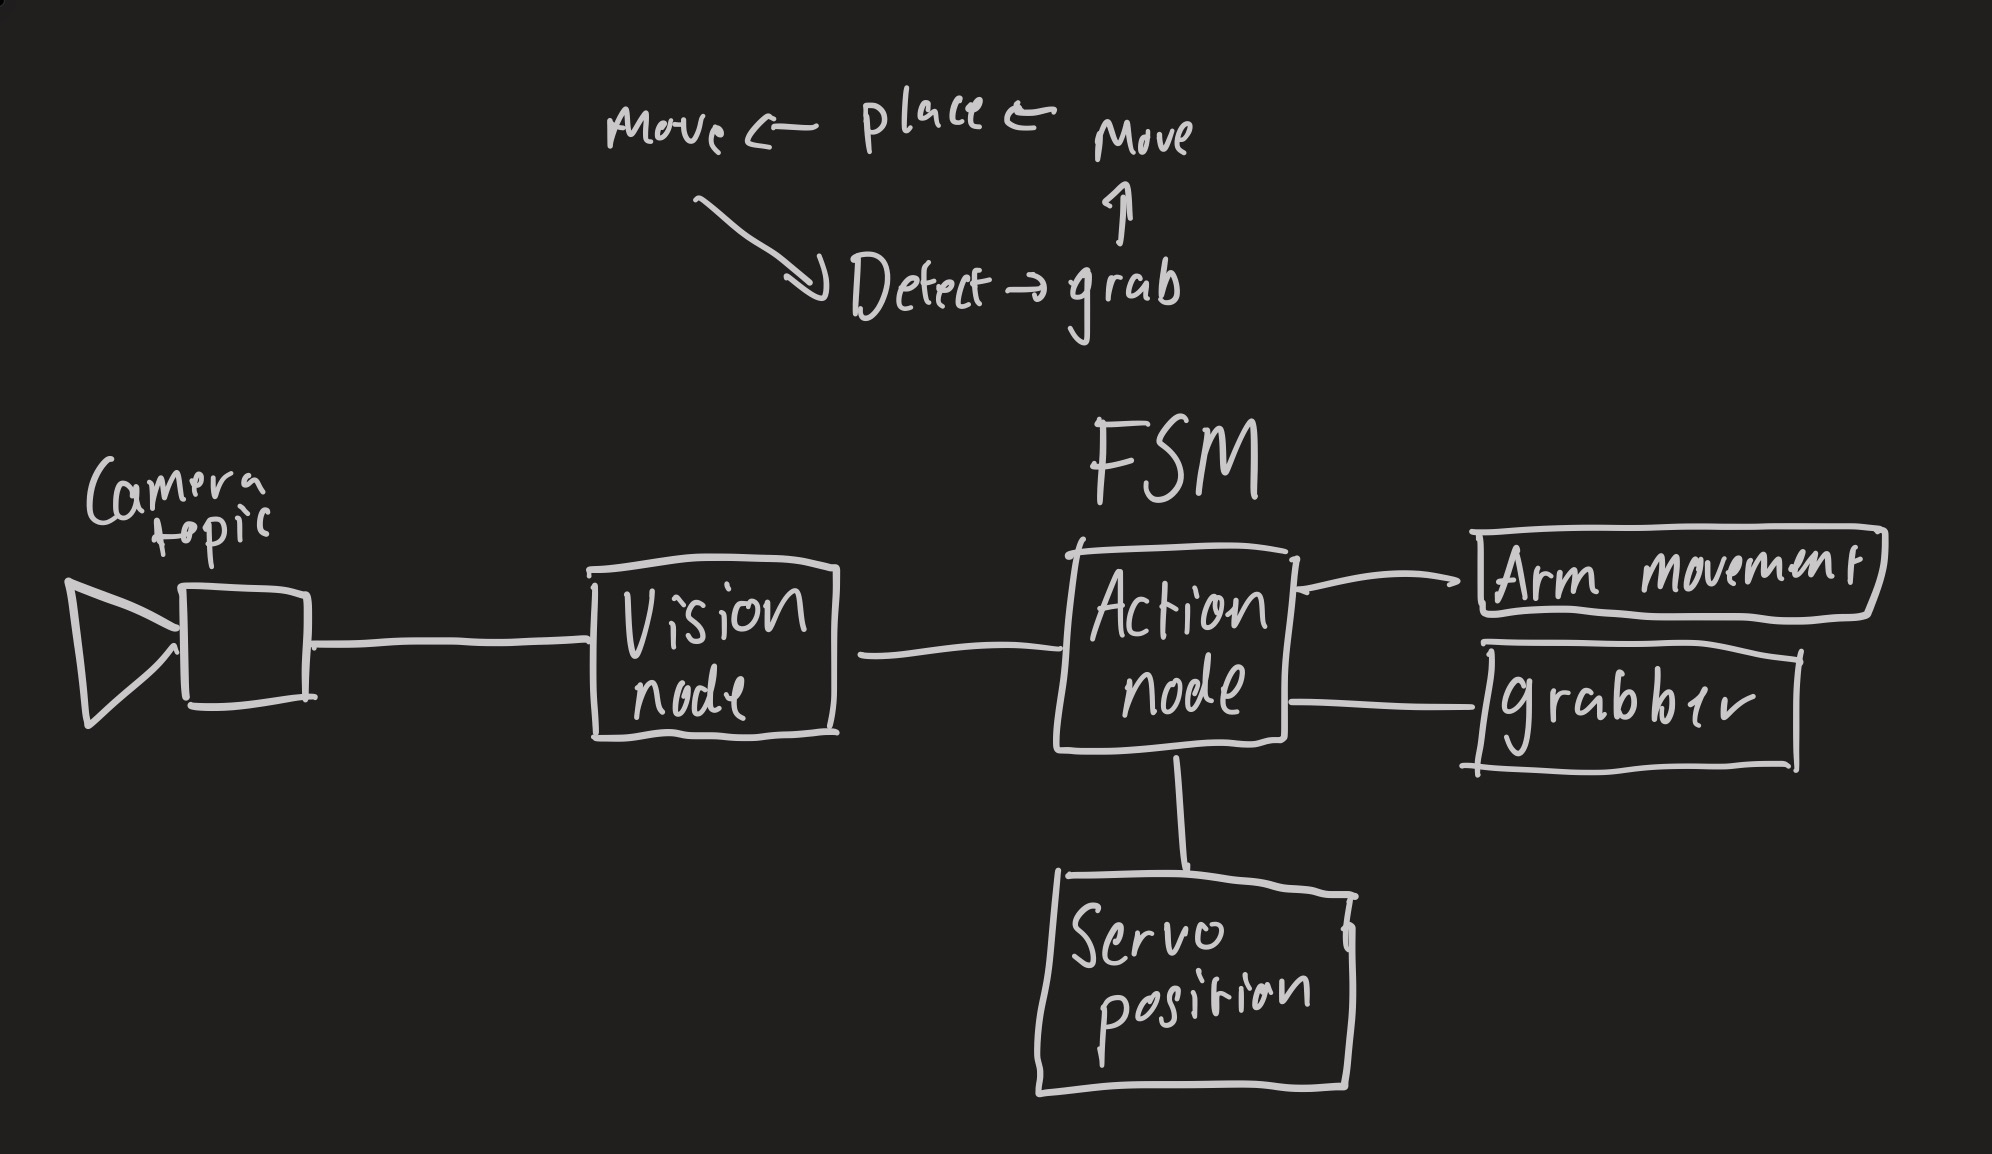 Move ← place ← Move
Detect → grab
FSM
Camera
topic
Vision
node
Action
node
Arm movement
grabber
Servo
position